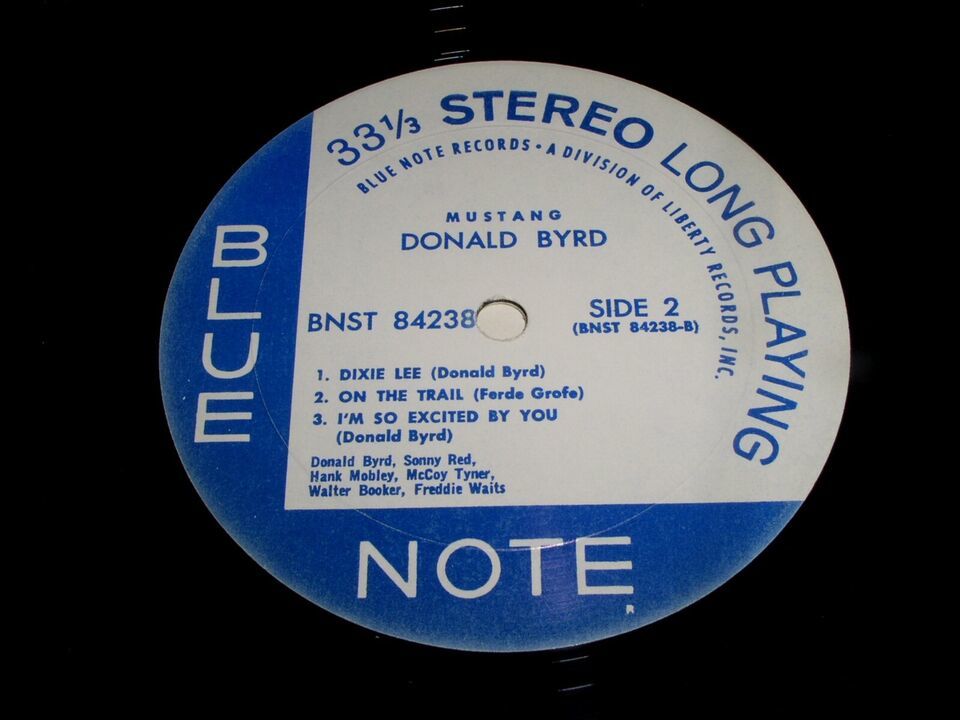 33 1/3 STEREO LONG PLAYING
BLUE NOTE RECORDS • A DIVISION OF LIBERTY RECORDS, INC.
MUSTANG
DONALD BYRD
BNST 84238
SIDE 2
(BNST 84238-B)
1. DIXIE LEE (Donald Byrd)
2. ON THE TRAIL (Ferde Grofe)
3. I'M SO EXCITED BY YOU
(Donald Byrd)
Donald Byrd, Sonny Red,
Hank Mobley, McCoy Tyner,
Walter Booker, Freddie Waits
BLUE
NOTE
R